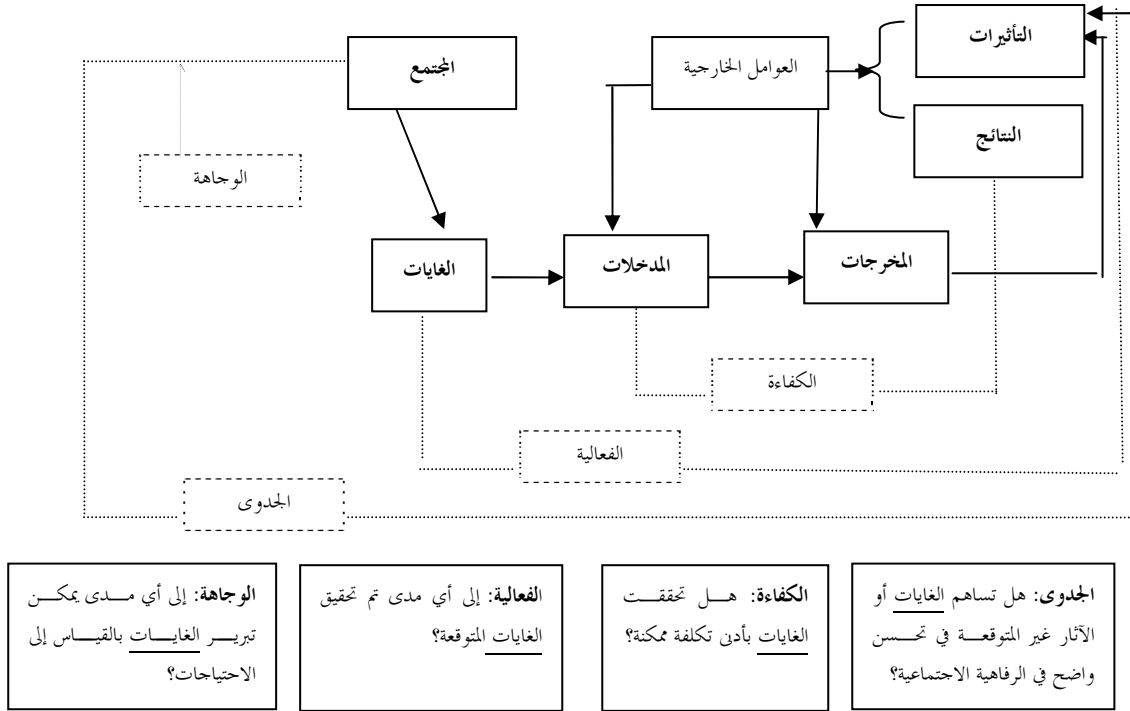 التأثيرات
المجتمع
العوامل الخارجية
النتائج
الوجاهة
الغايات
المدخلات
المخرجات
الكفاءة
الفعالية
الجدوى
الجدوى: هل تساهم الغايات أو
الآثار غير المتوقعة في تحسن
واضح في الرفاهية الاجتماعية؟
الكفاءة: هل تحققت
الغايات بأدنى تكلفة ممكنة؟
الفعالية: إلى أي مدى تم تحقيق
الغايات المتوقعة؟
الوجاهة: إلى أي مدى يمكن
تبرير الغايات بالقياس إلى
الاحتياجات؟